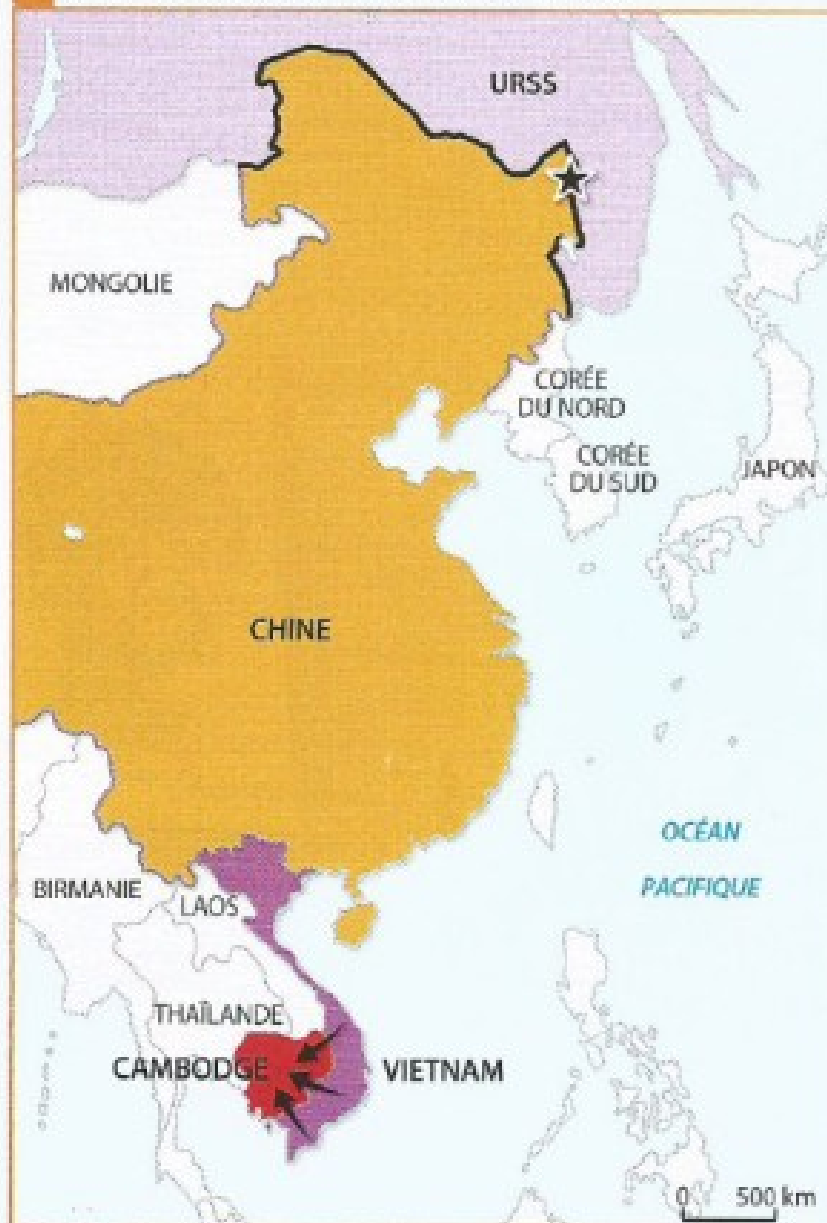 URSS
MONGOLIE
CORÉE
DU NORD
CORÉE
DU SUD
JAPON
CHINE
OCÉAN
PACIFIQUE
BIRMANIE
LAOS
THAÏLANDE
CAMBODGE
VIETNAM
0 500 km